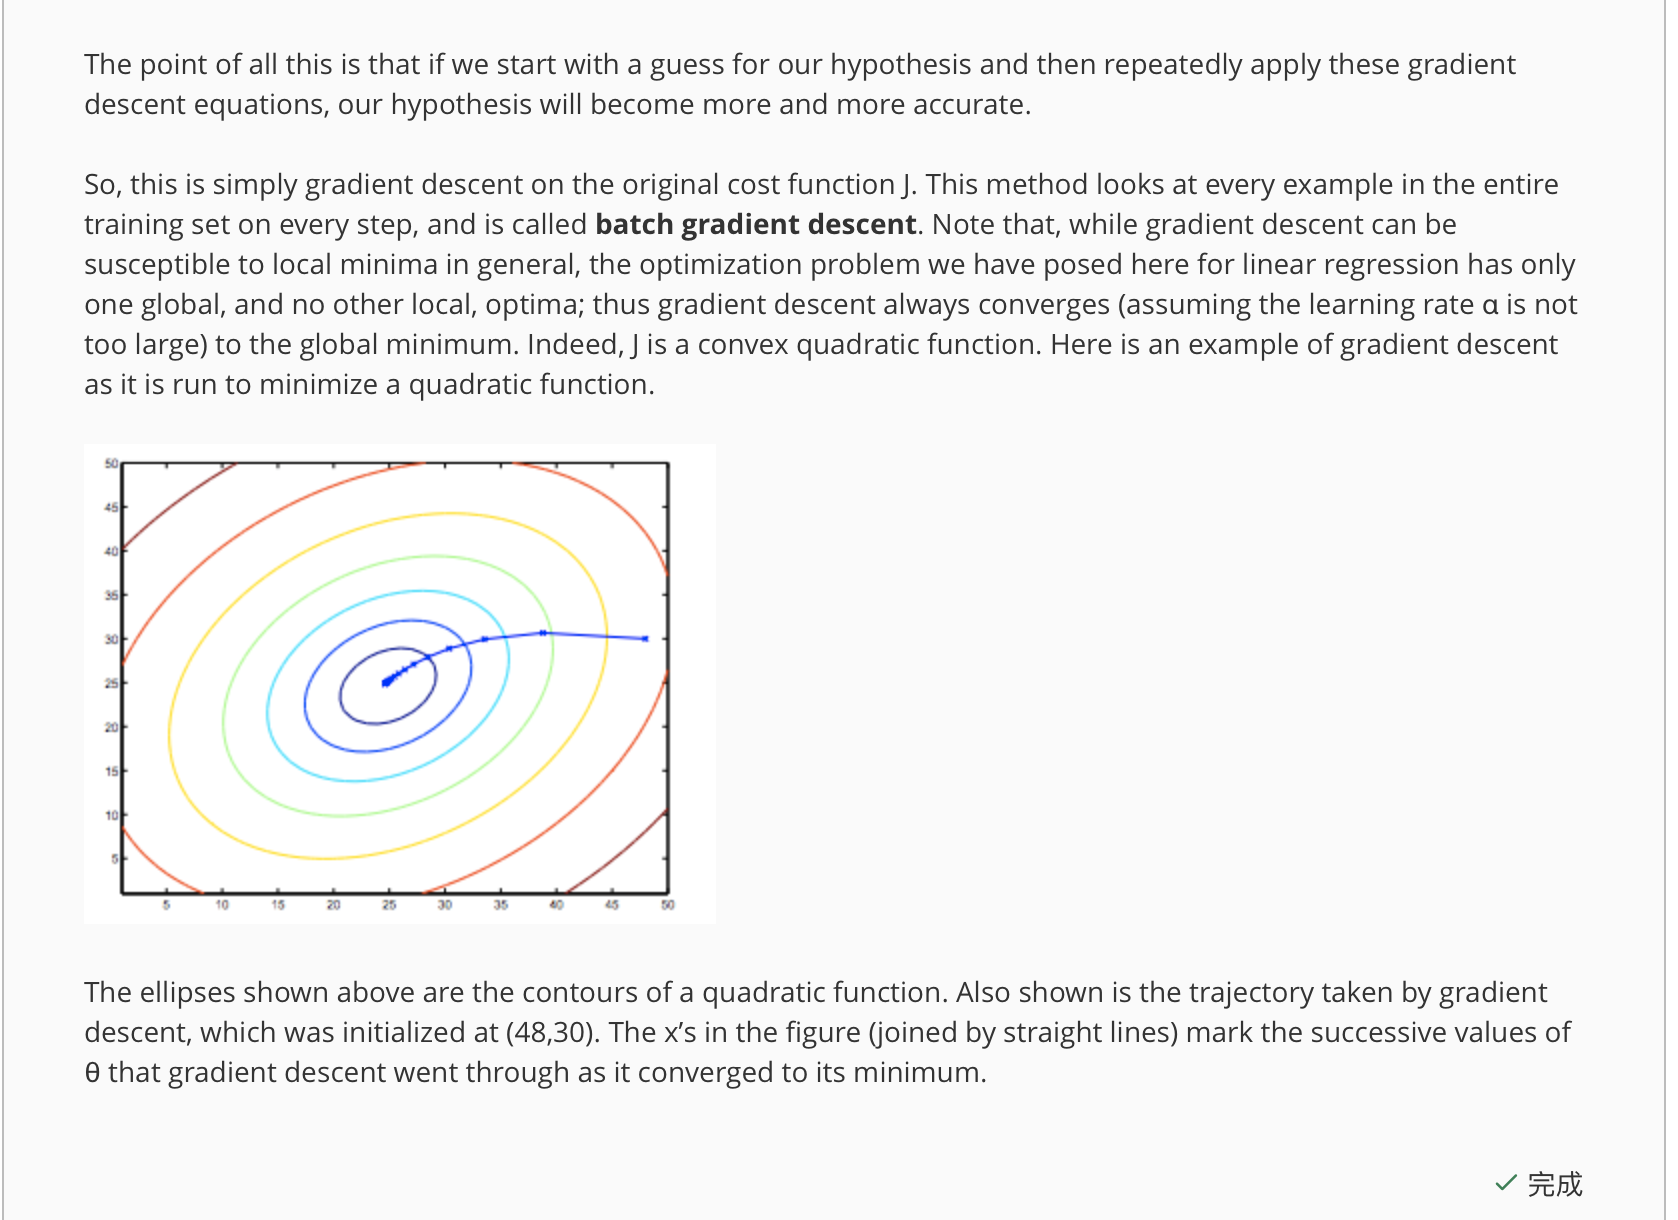 The point of all this is that if we start with a guess for our hypothesis and then repeatedly apply these gradient
descent equations, our hypothesis will become more and more accurate.
So, this is simply gradient descent on the original cost function J. This method looks at every example in the entire
training set on every step, and is called batch gradient descent. Note that, while gradient descent can be
susceptible to local minima in general, the optimization problem we have posed here for linear regression has only
one global, and no other local, optima; thus gradient descent always converges (assuming the learning rate α is not
too large) to the global minimum. Indeed, J is a convex quadratic function. Here is an example of gradient descent
as it is run to minimize a quadratic function.
50
45
40
35
30
25
20
15
10
5
5 10 15 20 25 30 35 40 45 50
The ellipses shown above are the contours of a quadratic function. Also shown is the trajectory taken by gradient
descent, which was initialized at (48,30). The x’s in the figure (joined by straight lines) mark the successive values of
θ that gradient descent went through as it converged to its minimum.
✓ 完成